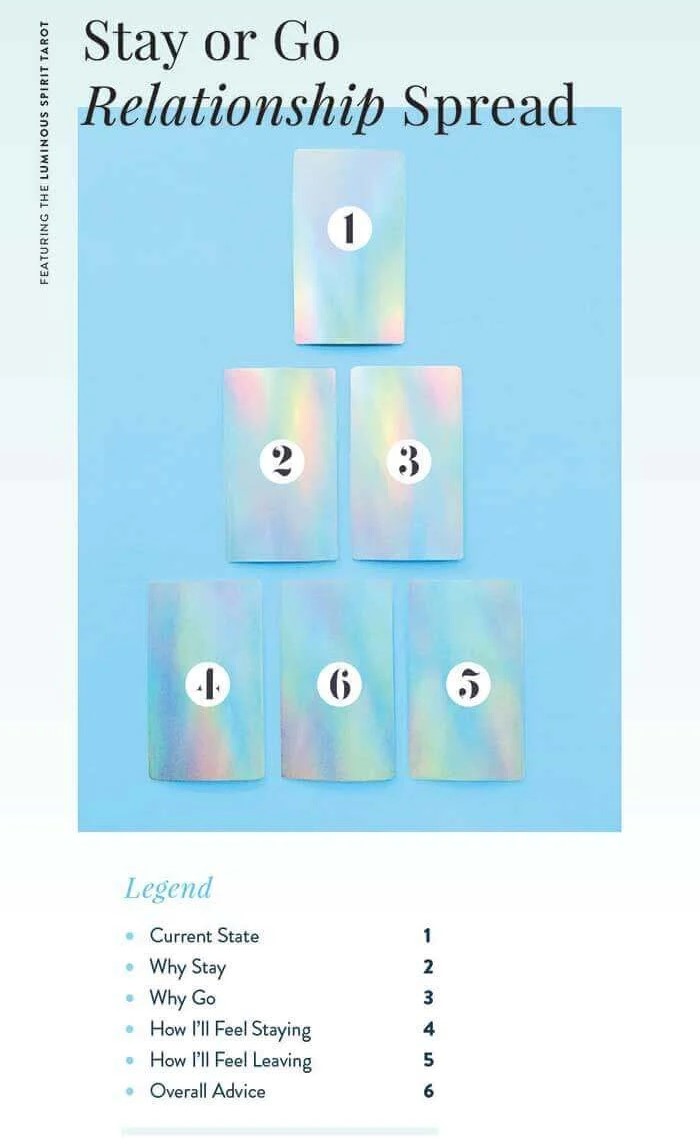 Stay or Go
Relationship Spread
FEATURING THE LUMINOUS SPIRIT TAROT
1
2 3
4 6 5
Legend
• Current State 1
• Why Stay 2
• Why Go 3
• How I'll Feel Staying 4
• How I'll Feel Leaving 5
• Overall Advice 6